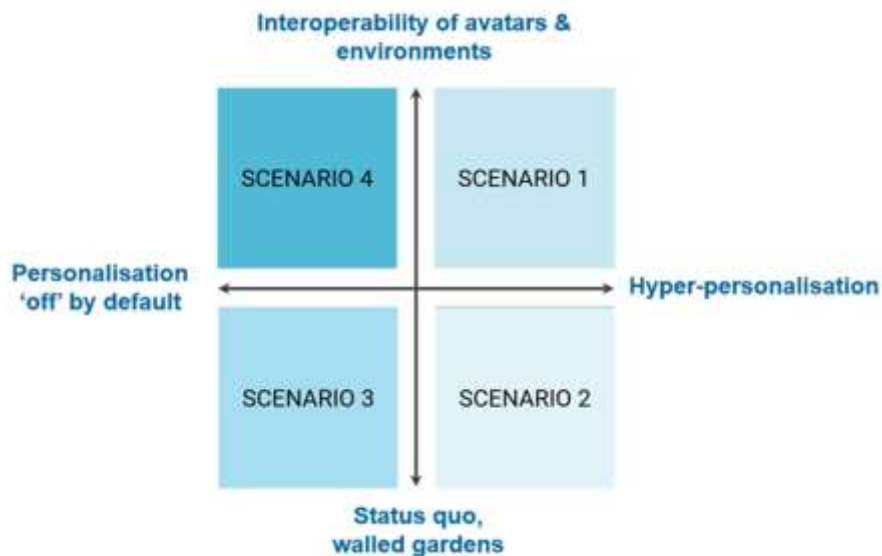 Interoperability of avatars &
environments
SCENARIO 4
SCENARIO 1
Personalisation
‘off’ by default
Hyper-personalisation
SCENARIO 3
SCENARIO 2
Status quo,
walled gardens